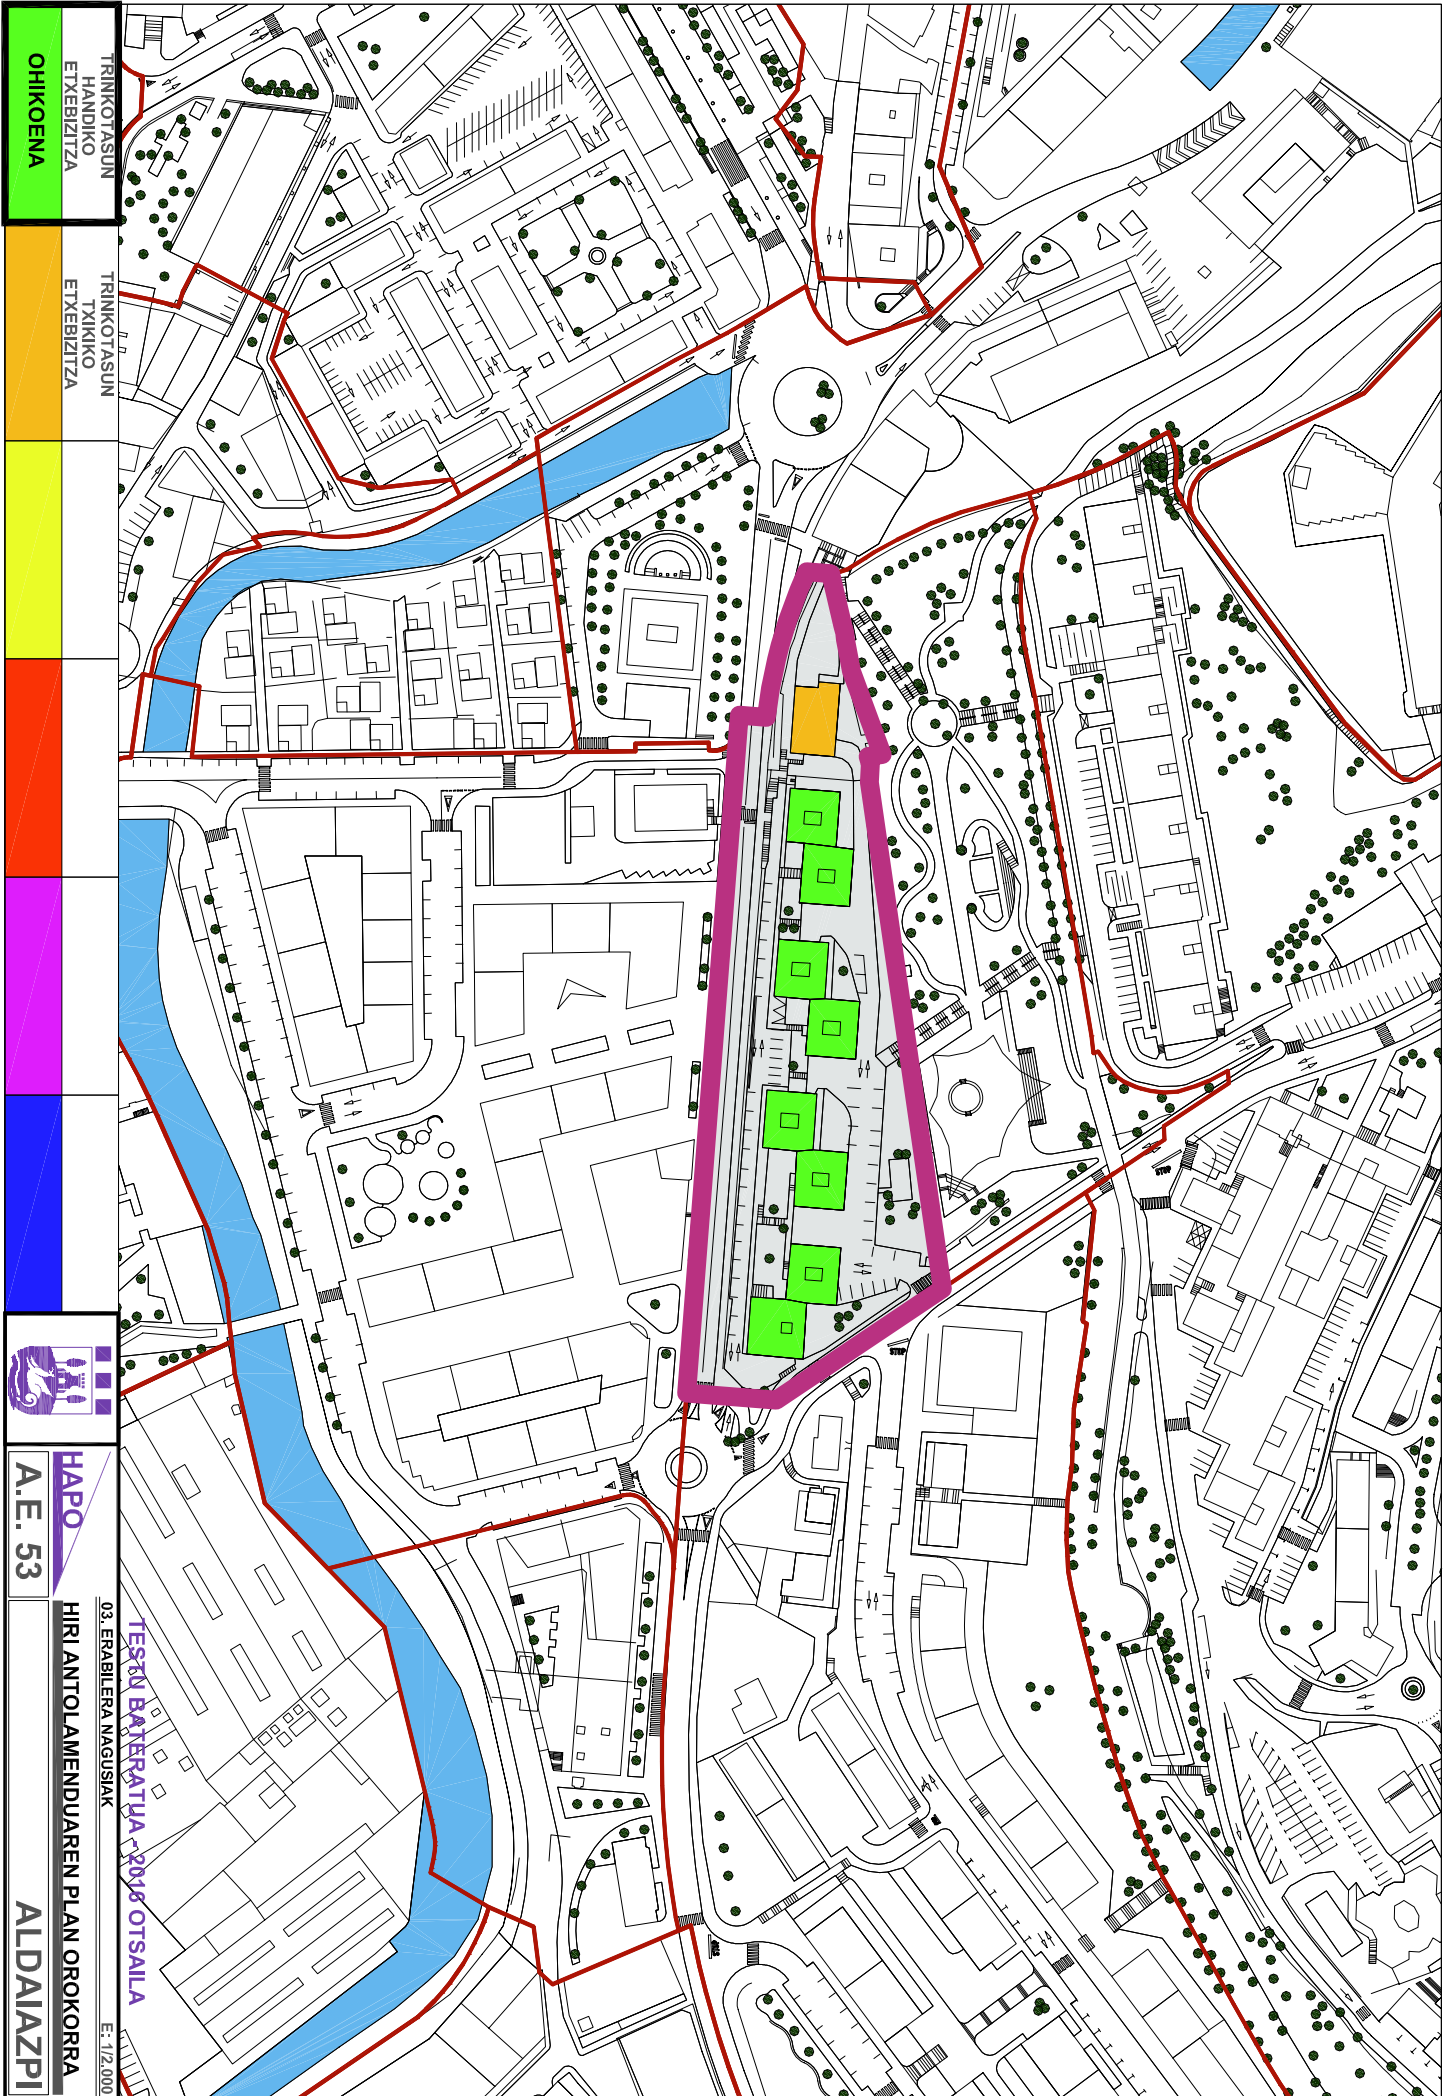 TRINKOTASUN
HANDIKO
ETXEBIZITZA
OHIKOENA
TRINKOTASUN
TXIKIKO
ETXEBIZITZA
HAPO
A.E. 53
TESTU BATERATUA - 2016 OTSAILA
03. ERABILERA NAGUSIAK
E: 1/2.000
HIRI ANTOLAMENDUAREN PLAN OROKORRA
ALDAIAZPI
STOP
STOP
STOP